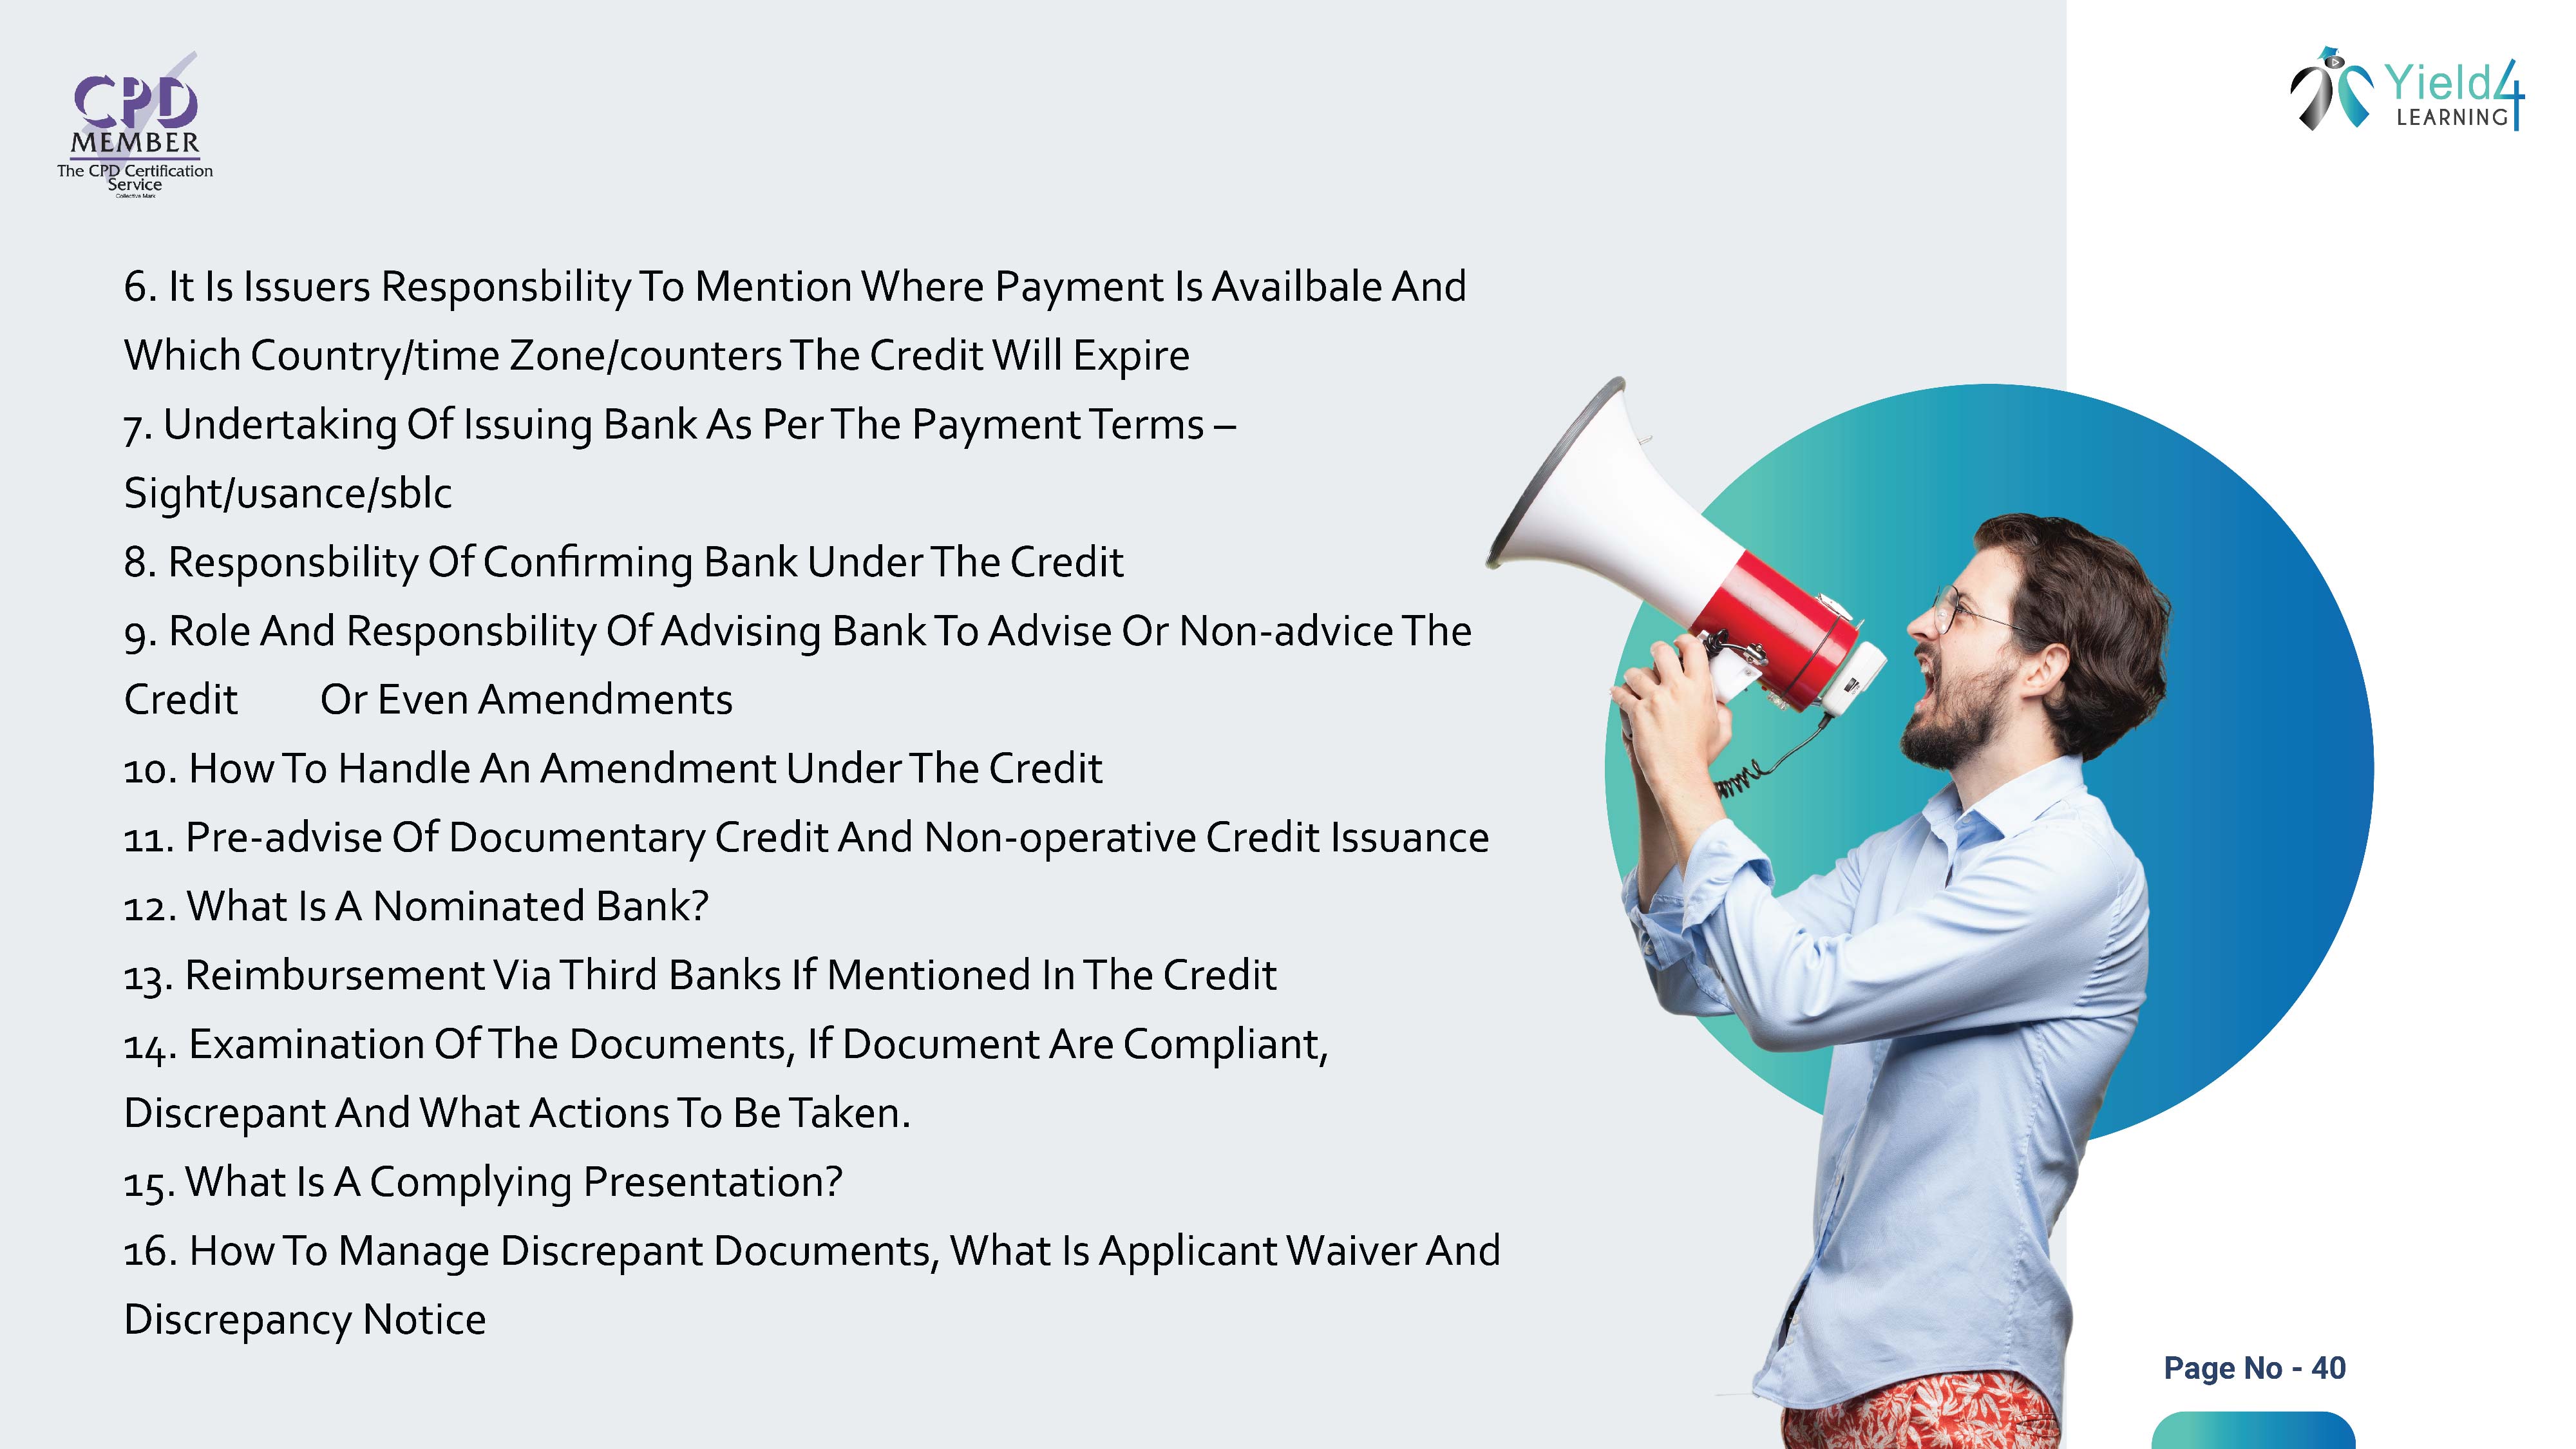 CPD
MEMBER
The CPD Certification
Service
Collective Mark
Yield4
LEARNING
6. It Is Issuers Responsbility To Mention Where Payment Is Availbale And
Which Country/time Zone/counters The Credit Will Expire
7. Undertaking Of Issuing Bank As Per The Payment Terms –
Sight/usance/sblc
8. Responsbility Of Confirming Bank Under The Credit
9. Role And Responsbility Of Advising Bank To Advise Or Non-advice The
Credit Or Even Amendments
10. How To Handle An Amendment Under The Credit
11. Pre-advise Of Documentary Credit And Non-operative Credit Issuance
12. What Is A Nominated Bank?
13. Reimbursement Via Third Banks If Mentioned In The Credit
14. Examination Of The Documents, If Document Are Compliant,
Discrepant And What Actions To Be Taken.
15. What Is A Complying Presentation?
16. How To Manage Discrepant Documents, What Is Applicant Waiver And
Discrepancy Notice
Page No - 40